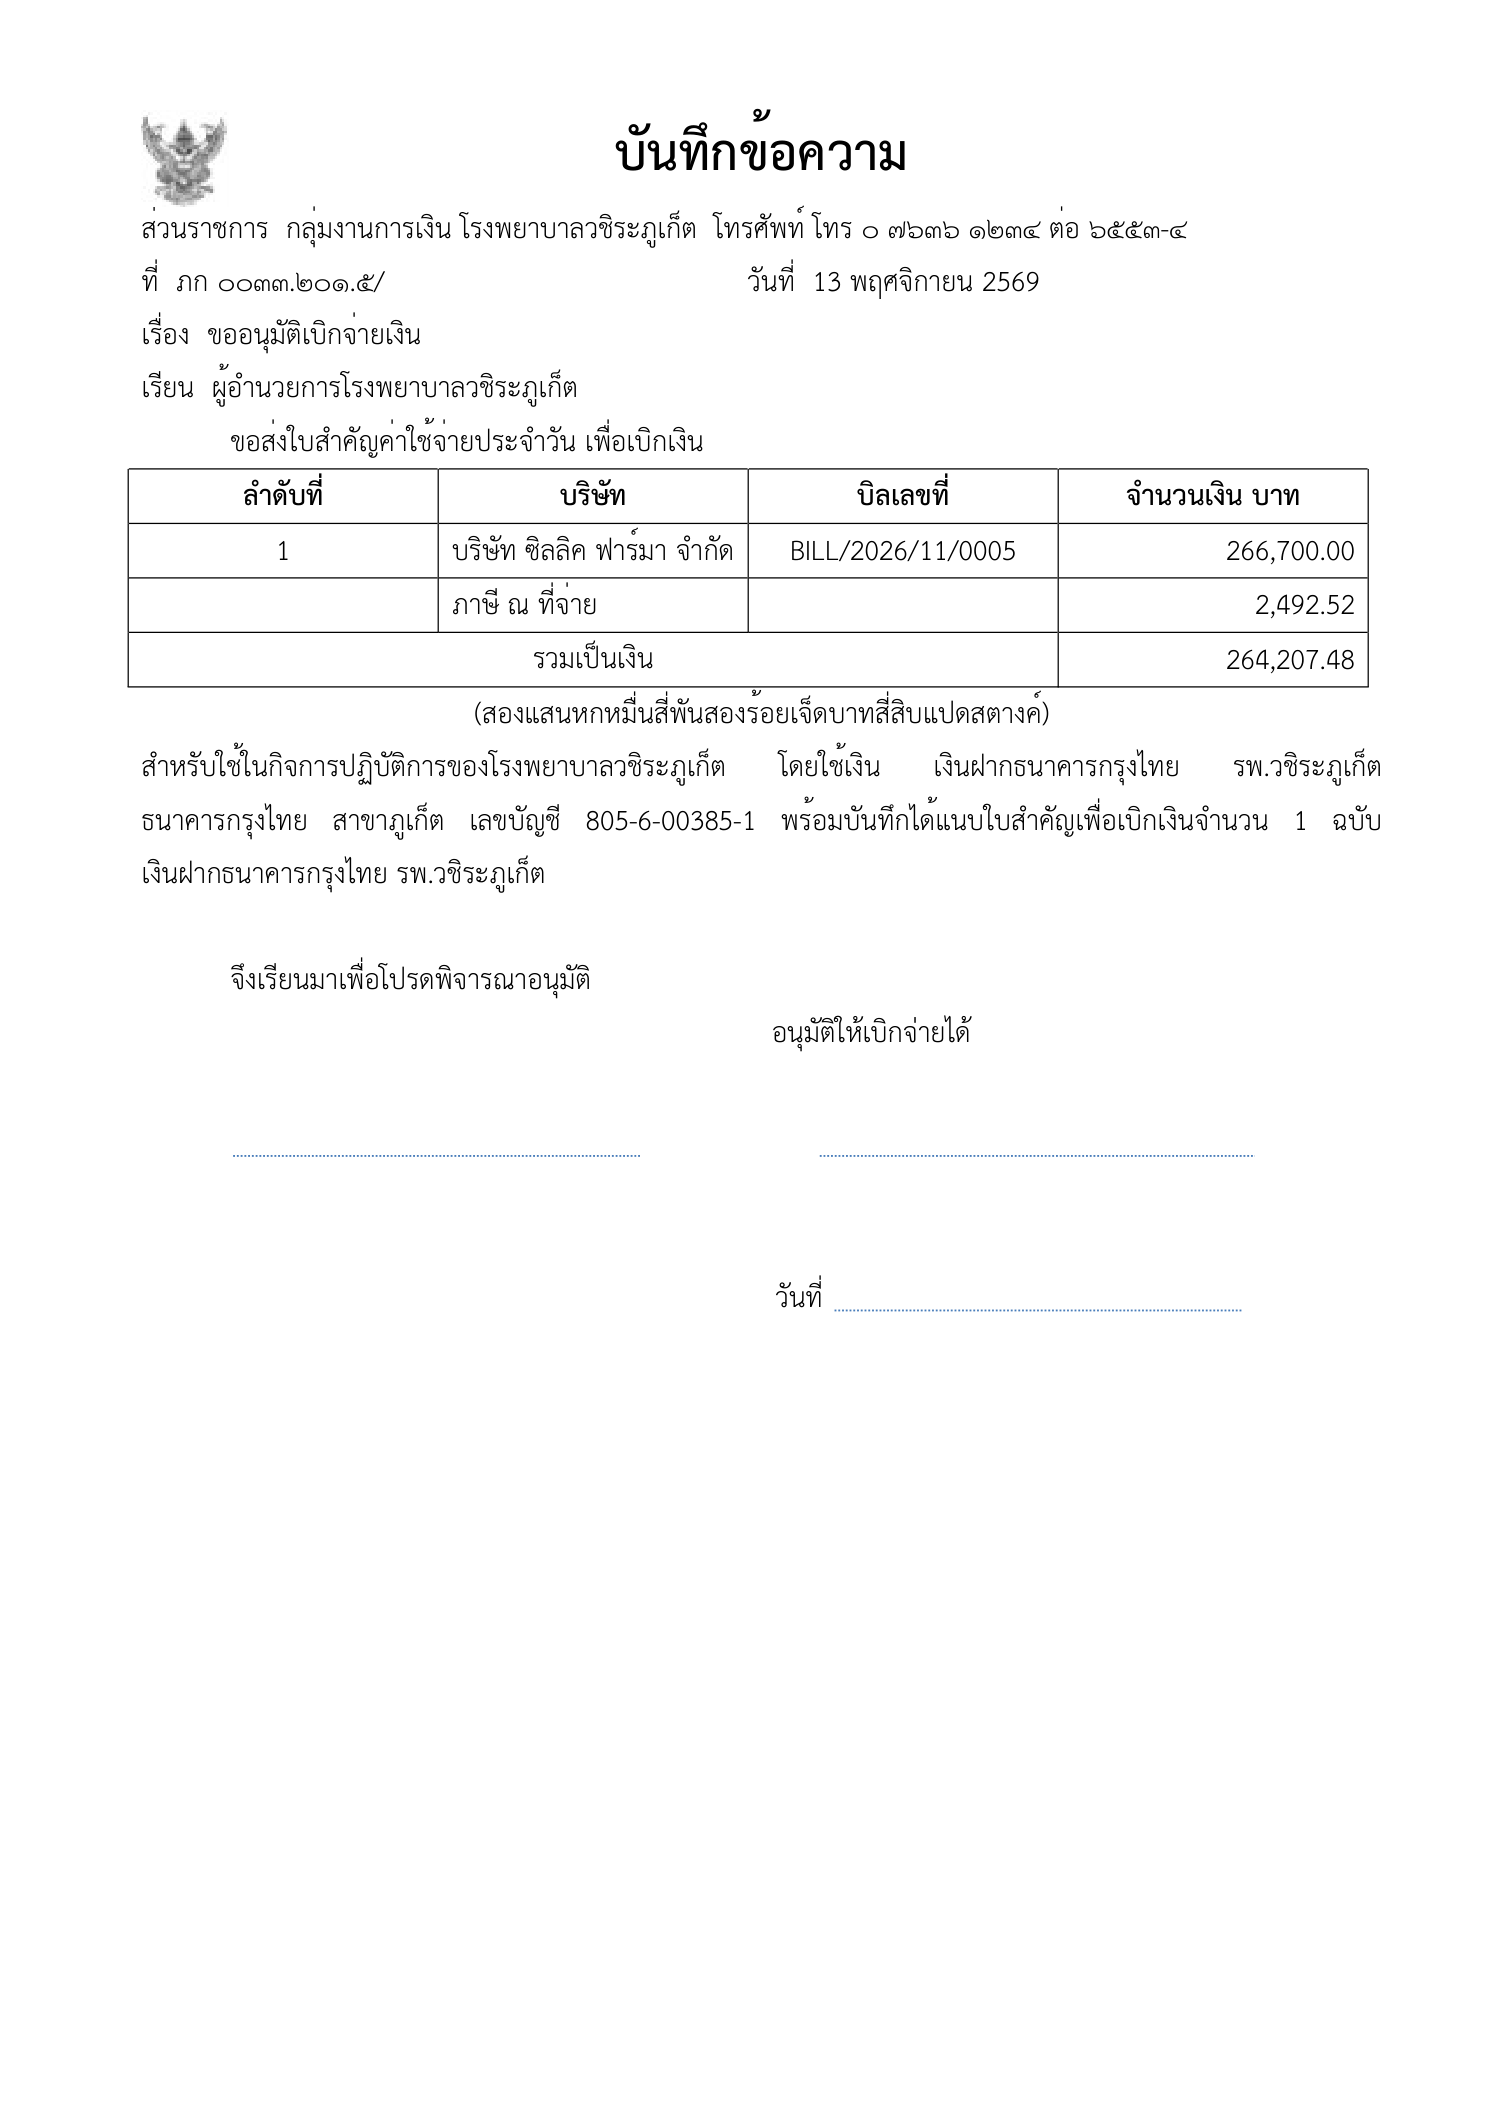 บันทึกข้อความ
ส่วนราชการ กลุ่มงานการเงิน โรงพยาบาลวชิระภูเก็ต โทรศัพท์ โทร ๐ ๗๖๓๖ ๑๒๓๔ ต่อ ๖๕๕๓-๔
ที่ ภก ๐๐๓๓.๒๐๑.๕/ วันที่ 13 พฤศจิกายน 2569
เรื่อง ขออนุมัติเบิกจ่ายเงิน
เรียน ผู้อำนวยการโรงพยาบาลวชิระภูเก็ต
ขอส่งใบสำคัญค่าใช้จ่ายประจำวัน เพื่อเบิกเงิน
ลำดับที่ บริษัท บิลเลขที่ จำนวนเงิน บาท
1 บริษัท ซิลลิค ฟาร์มา จำกัด BILL/2026/11/0005 266,700.00
ภาษี ณ ที่จ่าย 2,492.52
รวมเป็นเงิน 264,207.48
(สองแสนหกหมื่นสี่พันสองร้อยเจ็ดบาทสี่สิบแปดสตางค์)
สำหรับใช้ในกิจการปฏิบัติการของโรงพยาบาลวชิระภูเก็ต โดยใช้เงิน เงินฝากธนาคารกรุงไทย รพ.วชิระภูเก็ต
ธนาคารกรุงไทย สาขาภูเก็ต เลขบัญชี 805-6-00385-1 พร้อมบันทึกได้แนบใบสำคัญเพื่อเบิกเงินจำนวน 1 ฉบับ
เงินฝากธนาคารกรุงไทย รพ.วชิระภูเก็ต
จึงเรียนมาเพื่อโปรดพิจารณาอนุมัติ
อนุมัติให้เบิกจ่ายได้
วันที่